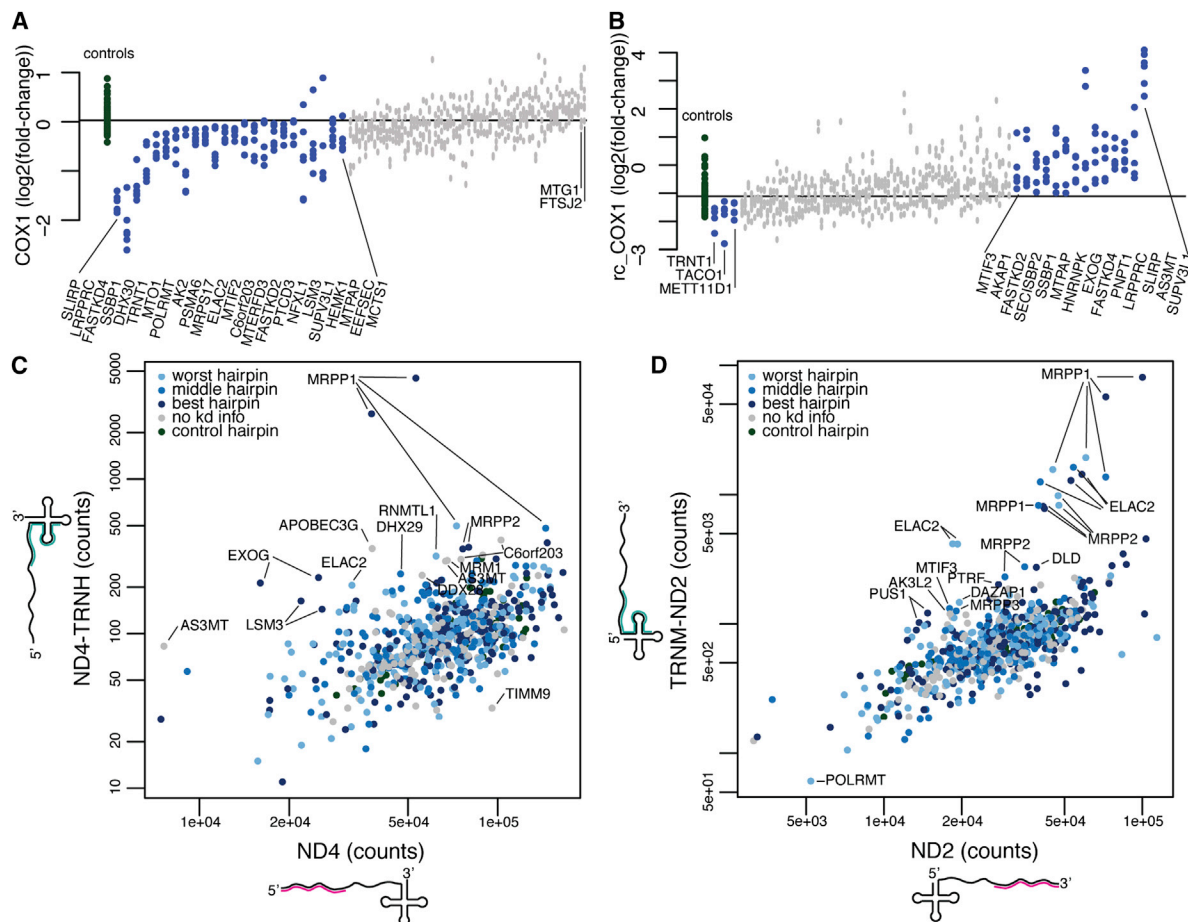 A
controls
COX1 (log2(fold-change))
1
0
−2
MTG1
FTSJ2
SLIRP
LRPPRC
FASTKD4
SSBP1
DHX30
TRNT1
MTO1
POLRMT
AK2
PSMA6
MRPS17
ELAC2
MTIF2
C6orf203
MTERFD3
FASTKD2
PTCD3
NFXL1
LSM3
SUPV3L1
HEMK1
MTPAP
EEFSEC
MCTS1
B
controls
rc_COX1 (log2(fold-change))
4
2
0
−3
TRNT1
TACO1
METT11D1
MTIF3
AKAP1
FASTKD2
SECISBP2
SSBP1
MTPAP
HNRNPK
EXOG
FASTKD4
PNPT1
LRPPRC
SLIRP
AS3MT
SUPV3L1
C
worst hairpin
middle hairpin
best hairpin
no kd info
control hairpin
ND4-TRNH (counts)
5000
2000
1000
500
200
100
50
20
10
MRPP1
RNMTL1
DHX29
APOBEC3G
MRPP2
EXOG
ELAC2
C6orf203
MRM1
AS3MT
DDX28
LSM3
AS3MT
TIMM9
1e+04
2e+04
5e+04
1e+05
ND4 (counts)
3'
5'
5'
3'
D
worst hairpin
middle hairpin
best hairpin
no kd info
control hairpin
TRNM-ND2 (counts)
5e+04
5e+03
5e+02
5e+01
MRPP1
MRPP1
ELAC2
ELAC2
MRPP2
MRPP2
DLD
MTIF3
PTRF
AK3L2
DAZAP1
PUS1
MRPP3
POLRMT
5e+03
1e+04
2e+04
5e+04
1e+05
ND2 (counts)
3'
5'
5'
3'